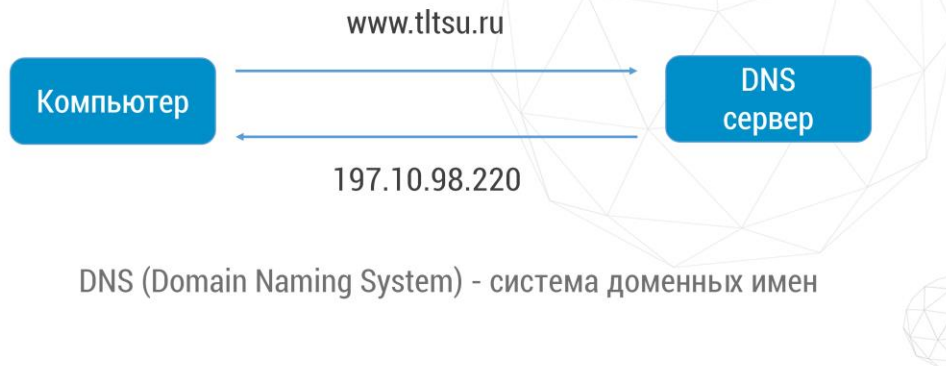 www.tltsu.ru
Компьютер
DNS
сервер
197.10.98.220
DNS (Domain Naming System) - система доменных имен